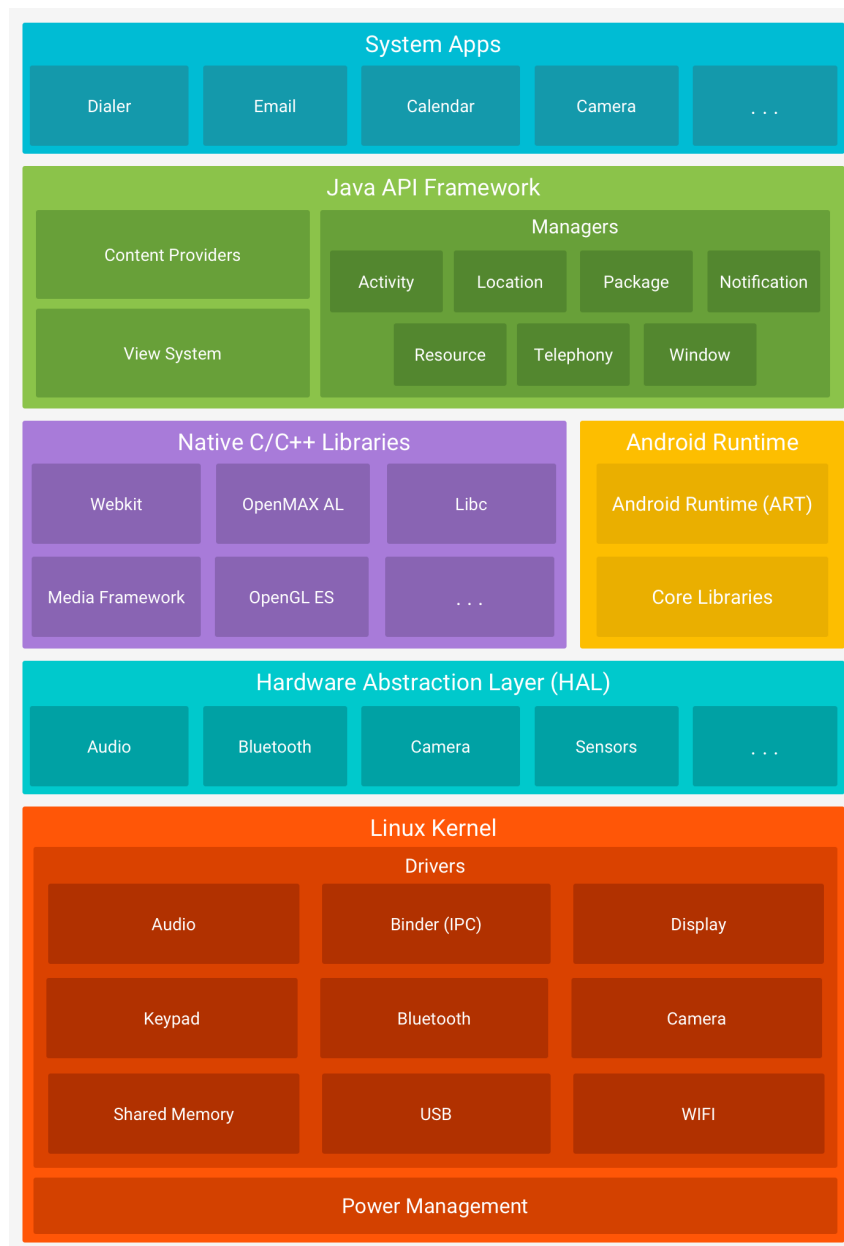 System Apps
Dialer
Email
Calendar
Camera
. . .
Java API Framework
Content Providers
View System
Managers
Activity
Location
Package
Notification
Resource
Telephony
Window
Native C/C++ Libraries
Webkit
OpenMAX AL
Libc
Media Framework
OpenGL ES
. . .
Android Runtime
Android Runtime (ART)
Core Libraries
Hardware Abstraction Layer (HAL)
Audio
Bluetooth
Camera
Sensors
. . .
Linux Kernel
Drivers
Audio
Binder (IPC)
Display
Keypad
Bluetooth
Camera
Shared Memory
USB
WIFI
Power Management